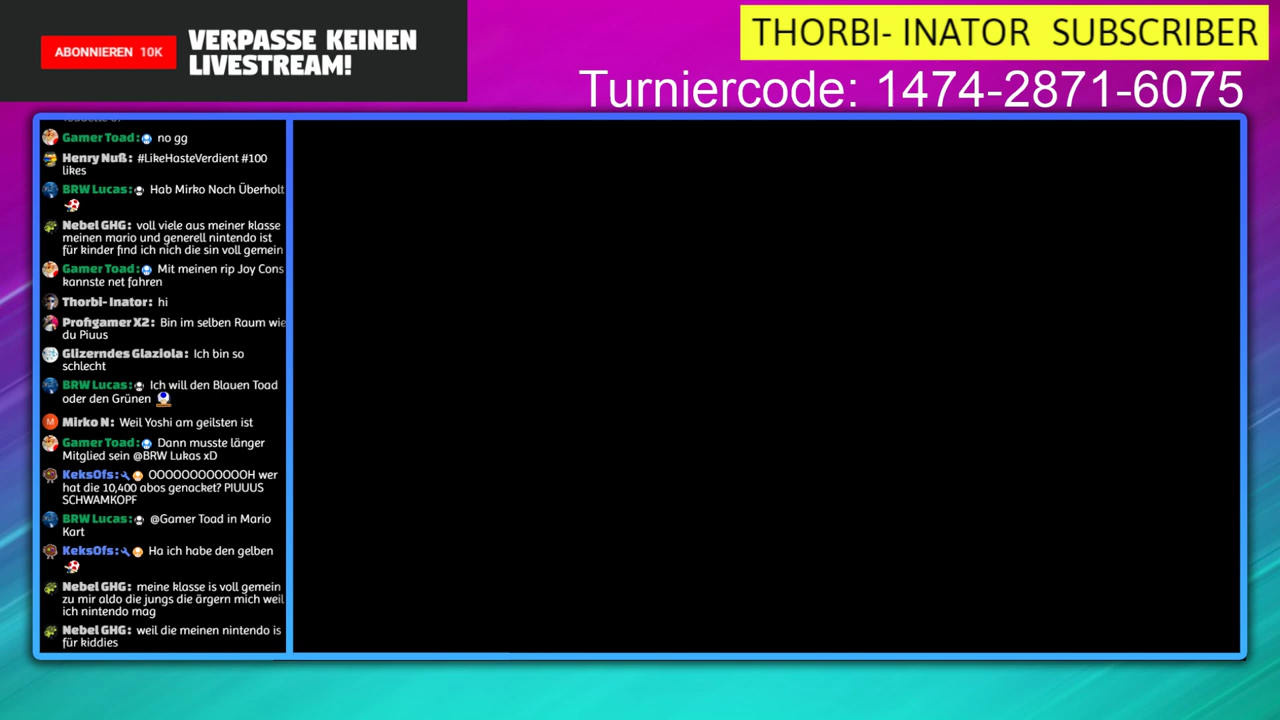 ABONNIEREN 10K
VERPASSE KEINEN
LIVESTREAM!
THORBI- INATOR SUBSCRIBER
Turniercode: 1474-2871-6075
Gamer Toad: no gg
Henry Nuß: #LikeHasteVerdient #100
likes
BRW Lucas: Hab Mirko Noch Überholt
Nebel GHG: voll viele aus meiner klasse
meinen mario und generell nintendo ist
für kinder find ich nich die sin voll gemein
Gamer Toad: Mit meinen rip Joy Cons
kannste net fahren
Thorbi- Inator: hi
Profigamer X2: Bin im selben Raum wie
du Piuus
Glizerndes Glaziola: Ich bin so
schlecht
BRW Lucas: Ich will den Blauen Toad
oder den Grünen
M
Mirko N: Weil Yoshi am geilsten ist
Gamer Toad: Dann musste länger
Mitglied sein @BRW Lukas xD
KeksOfs: OOOOOOOOOOOOH wer
hat die 10,400 abos genacket? PIUUUS
SCHWAMKOPF
BRW Lucas: @Gamer Toad in Mario
Kart
KeksOfs: Ha ich habe den gelben
Nebel GHG: meine klasse is voll gemein
zu mir aldo die jungs die ärgern mich weil
ich nintendo mag
Nebel GHG: weil die meinen nintendo is
für kiddies